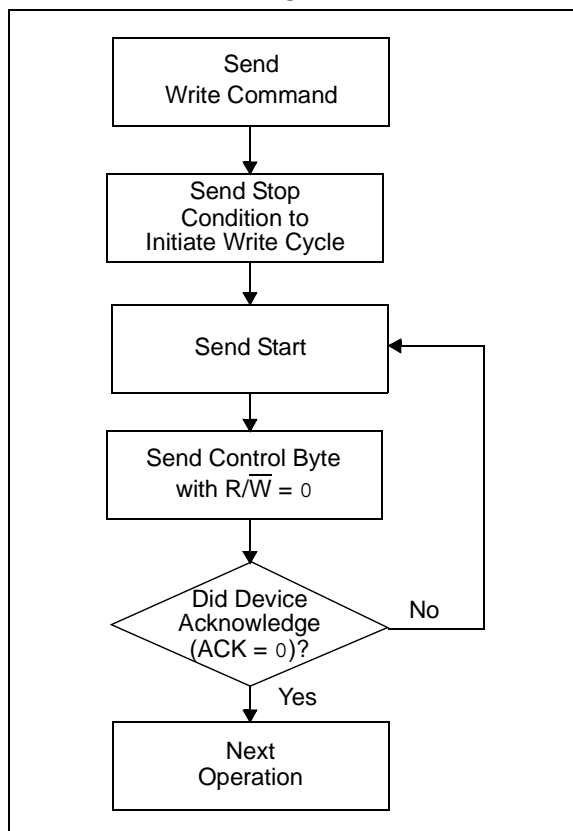 Send
Write Command
Send Stop
Condition to
Initiate Write Cycle
Send Start
Send Control Byte
with R/W̅ = 0
Did Device
Acknowledge
(ACK = 0)?
No
Yes
Next
Operation